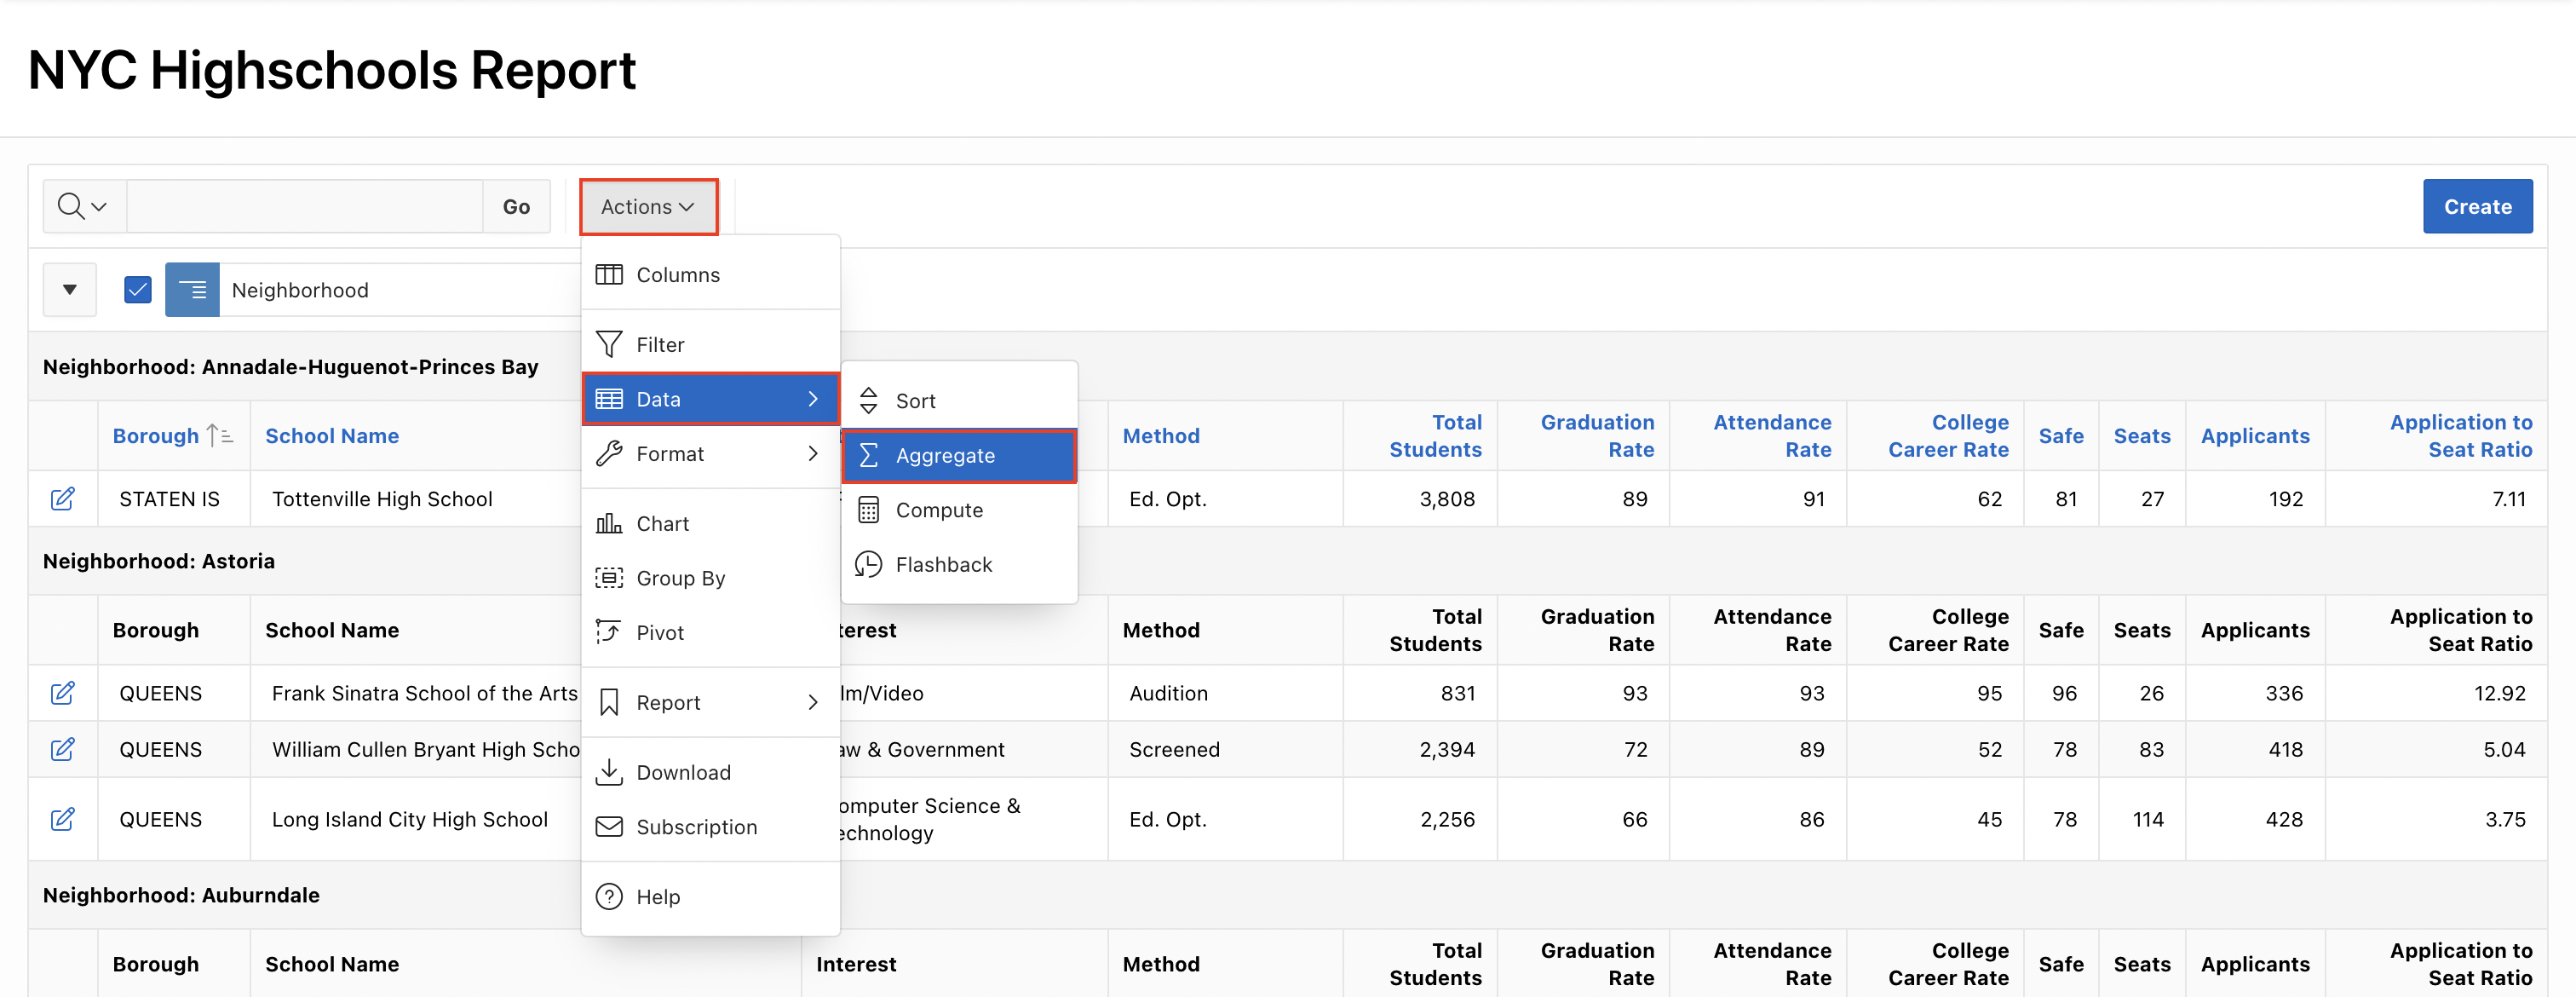 NYC Highschools Report
Go
Actions
Create
Neighborhood
Columns
Filter
Data
Format
Chart
Group By
Pivot
Report
Download
Subscription
Help
Sort
Aggregate
Compute
Flashback
Neighborhood: Annadale-Huguenot-Princes Bay
Borough School Name Method Total Students Graduation Rate Attendance Rate College Career Rate Safe Seats Applicants Application to Seat Ratio
STATEN IS Tottenville High School Ed. Opt. 3,808 89 91 62 81 27 192 7.11
Neighborhood: Astoria
Borough School Name terest Method Total Students Graduation Rate Attendance Rate College Career Rate Safe Seats Applicants Application to Seat Ratio
QUEENS Frank Sinatra School of the Arts lm/Video Audition 831 93 93 95 96 26 336 12.92
QUEENS William Cullen Bryant High Scho aw & Government Screened 2,394 72 89 52 78 83 418 5.04
QUEENS Long Island City High School omputer Science & echnology Ed. Opt. 2,256 66 86 45 78 114 428 3.75
Neighborhood: Auburndale
Borough School Name Interest Method Total Students Graduation Rate Attendance Rate College Career Rate Safe Seats Applicants Application to Seat Ratio